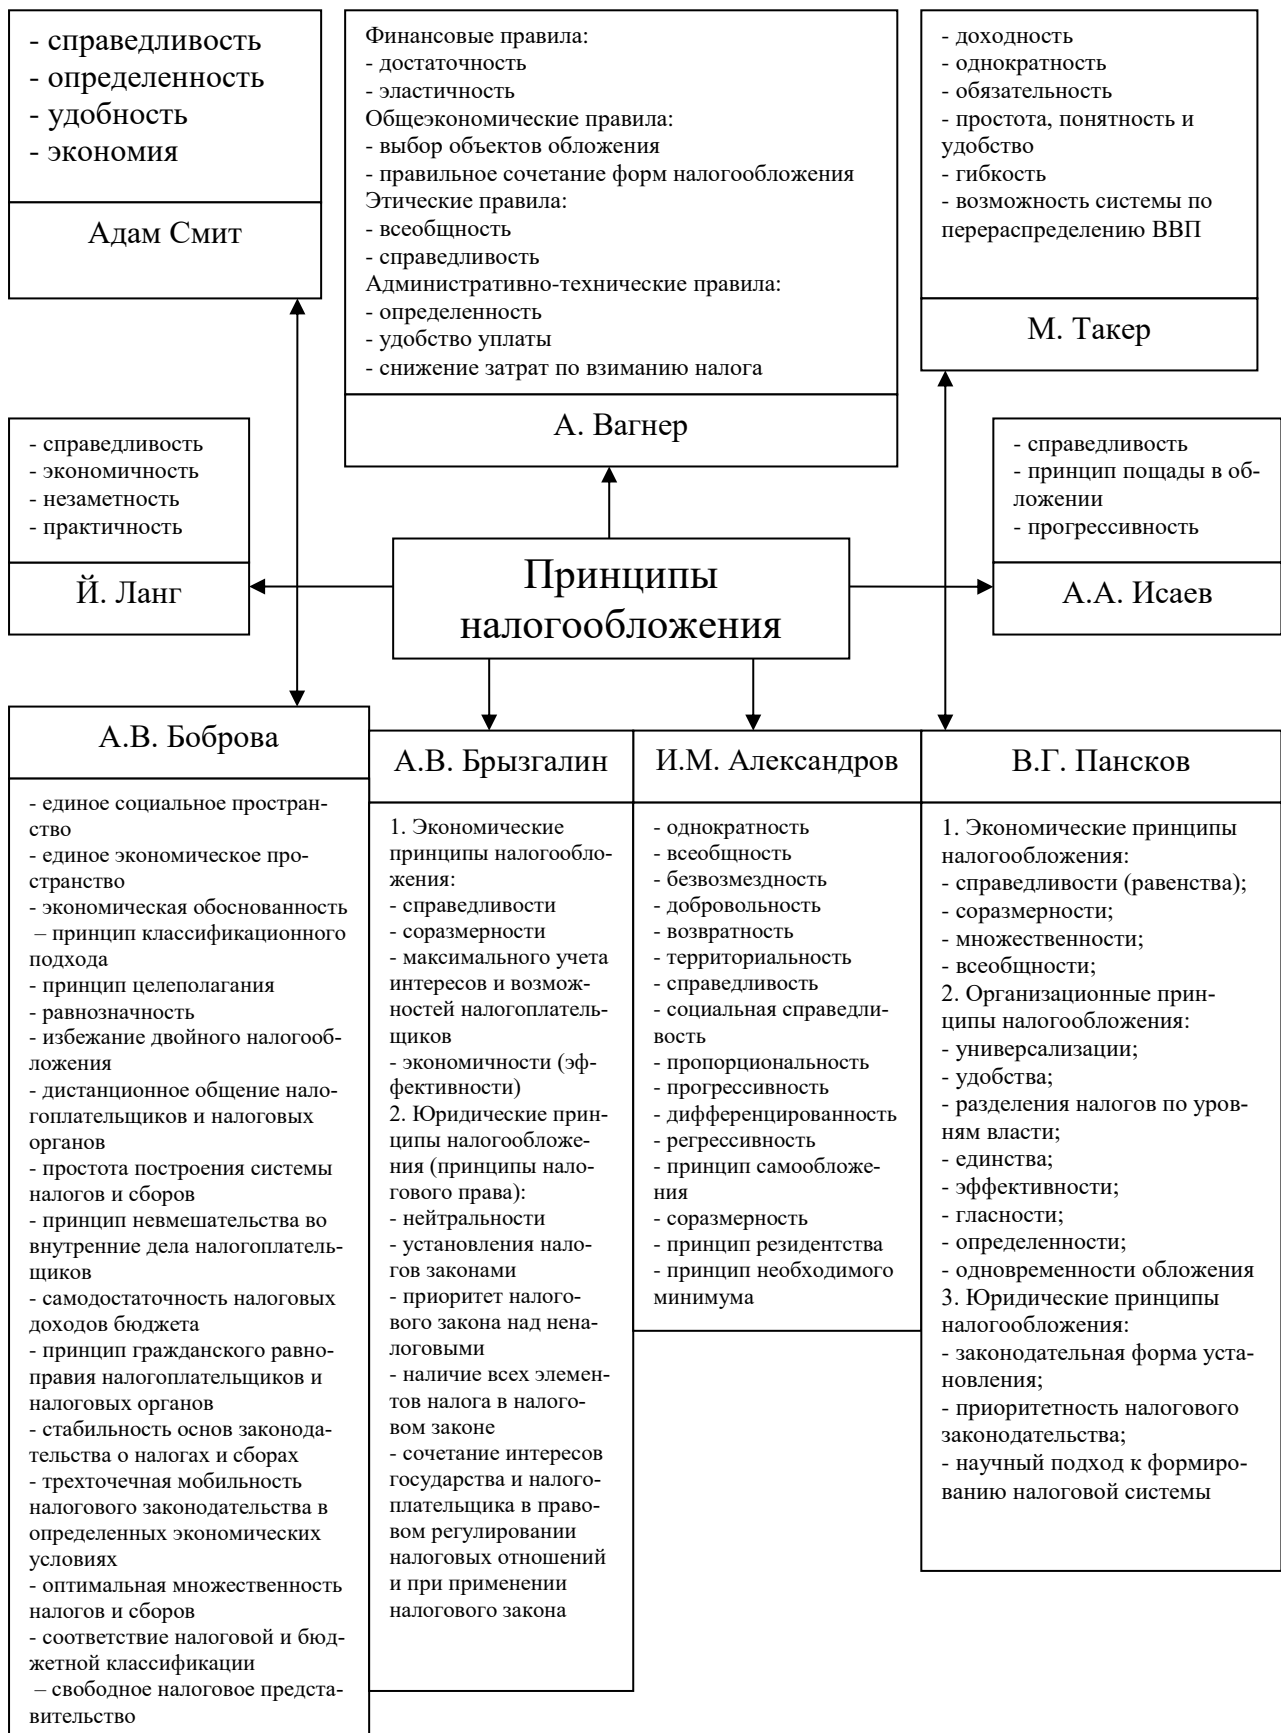 - справедливость
- определенность
- удобность
- экономия
Адам Смит
Финансовые правила:
- достаточность
- эластичность
Общеэкономические правила:
- выбор объектов обложения
- правильное сочетание форм налогообложения
Этические правила:
- всеобщность
- справедливость
Административно-технические правила:
- определенность
- удобство уплаты
- снижение затрат по взиманию налога
А. Вагнер
- доходность
- однократность
- обязательность
- простота, понятность и
удобство
- гибкость
- возможность системы по
перераспределению ВВП
М. Такер
- справедливость
- экономичность
- незаметность
- практичность
Й. Ланг
Принципы
налогообложения
- справедливость
- принцип пощады в об-
ложении
- прогрессивность
А.А. Исаев
А.В. Боброва
- единое социальное простран-
ство
- единое экономическое про-
странство
- экономическая обоснованность
– принцип классификационного
подхода
- принцип целеполагания
- равнозначность
- избежание двойного налогооб-
ложения
- дистанционное общение нало-
гоплательщиков и налоговых
органов
- простота построения системы
налогов и сборов
- принцип невмешательства во
внутренние дела налогоплатель-
щиков
- самодостаточность налоговых
доходов бюджета
- принцип гражданского равно-
правия налогоплательщиков и
налоговых органов
- стабильность основ законода-
тельства о налогах и сборах
- трехточечная мобильность
налогового законодательства в
определенных экономических
условиях
- оптимальная множественность
налогов и сборов
- соответствие налоговой и бюд-
жетной классификации
– свободное налоговое предста-
вительство
А.В. Брызгалин
1. Экономические
принципы налогообло-
жения:
- справедливости
- соразмерности
- максимального учета
интересов и возмож-
ностей налогоплатель-
щиков
- экономичности (эф-
фективности)
2. Юридические прин-
ципы налогообложе-
ния (принципы нало-
гового права):
- нейтральности
- установления нало-
гов законами
- приоритет налого-
вого закона над нена-
логовыми
- наличие всех элемен-
тов налога в налого-
вом законе
- сочетание интересов
государства и налого-
плательщика в право-
вом регулировании
налоговых отношений
и при применении
налогового закона
И.М. Александров
- однократность
- всеобщность
- безвозмездность
- добровольность
- возвратность
- территориальность
- справедливость
- социальная справедли-
вость
- пропорциональность
- прогрессивность
- дифференцированность
- регрессивность
- принцип самообложе-
ния
- соразмерность
- принцип резидентства
- принцип необходимого
минимума
В.Г. Пансков
1. Экономические принципы
налогообложения:
- справедливости (равенства);
- соразмерности;
- множественности;
- всеобщности;
2. Организационные прин-
ципы налогообложения:
- универсализации;
- удобства;
- разделения налогов по уров-
ням власти;
- единства;
- эффективности;
- гласности;
- определенности;
- одновременности обложения
3. Юридические принципы
налогообложения:
- законодательная форма уста-
новления;
- приоритетность налогового
законодательства;
- научный подход к формиро-
ванию налоговой системы